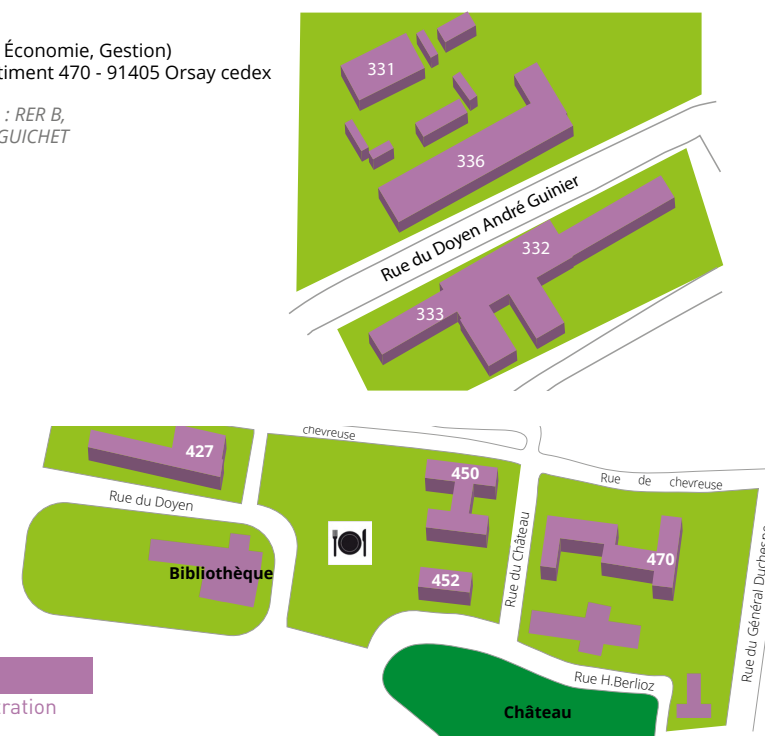 Économie, Gestion)
timent 470 - 91405 Orsay cedex
: RER B,
GUICHET
331
336
Rue du Doyen André Guinier
332
333
chevreuse
427
450
Rue de chevreuse
Rue du Doyen
Rue du Château
470
Bibliothèque
452
Rue du Général Duchesne
Rue H.Berlioz
ration
Château